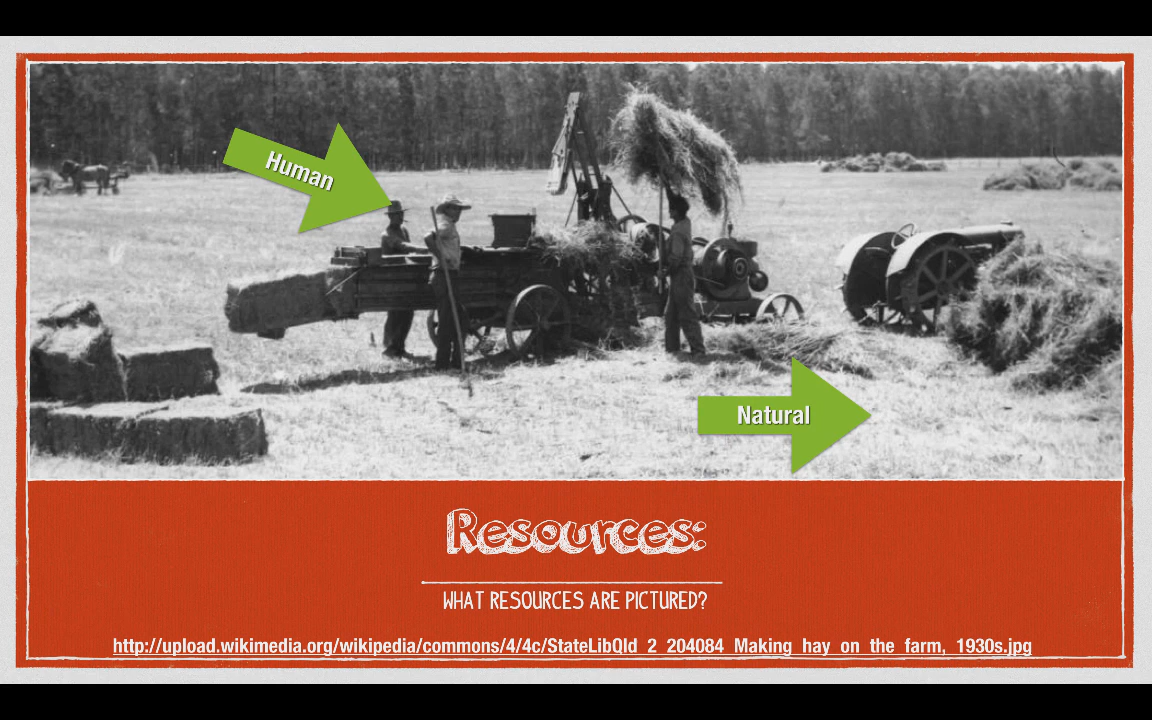 Human
Natural
Resources:
WHAT RESOURCES ARE PICTURED?
http://upload.wikimedia.org/wikipedia/commons/4/4c/StateLibQld_2_204084_Making_hay_on_the_farm,_1930s.jpg